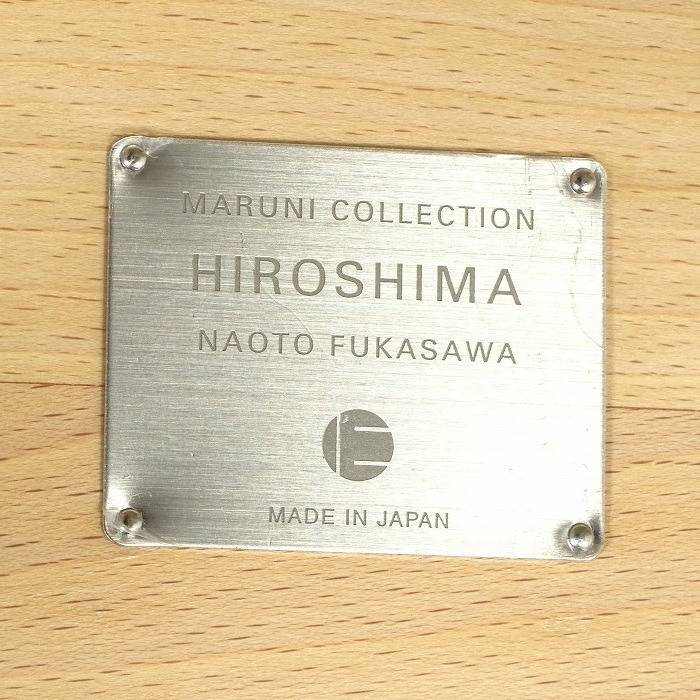 MARUNI COLLECTION
HIROSHIMA
NAOTO FUKASAWA
MADE IN JAPAN